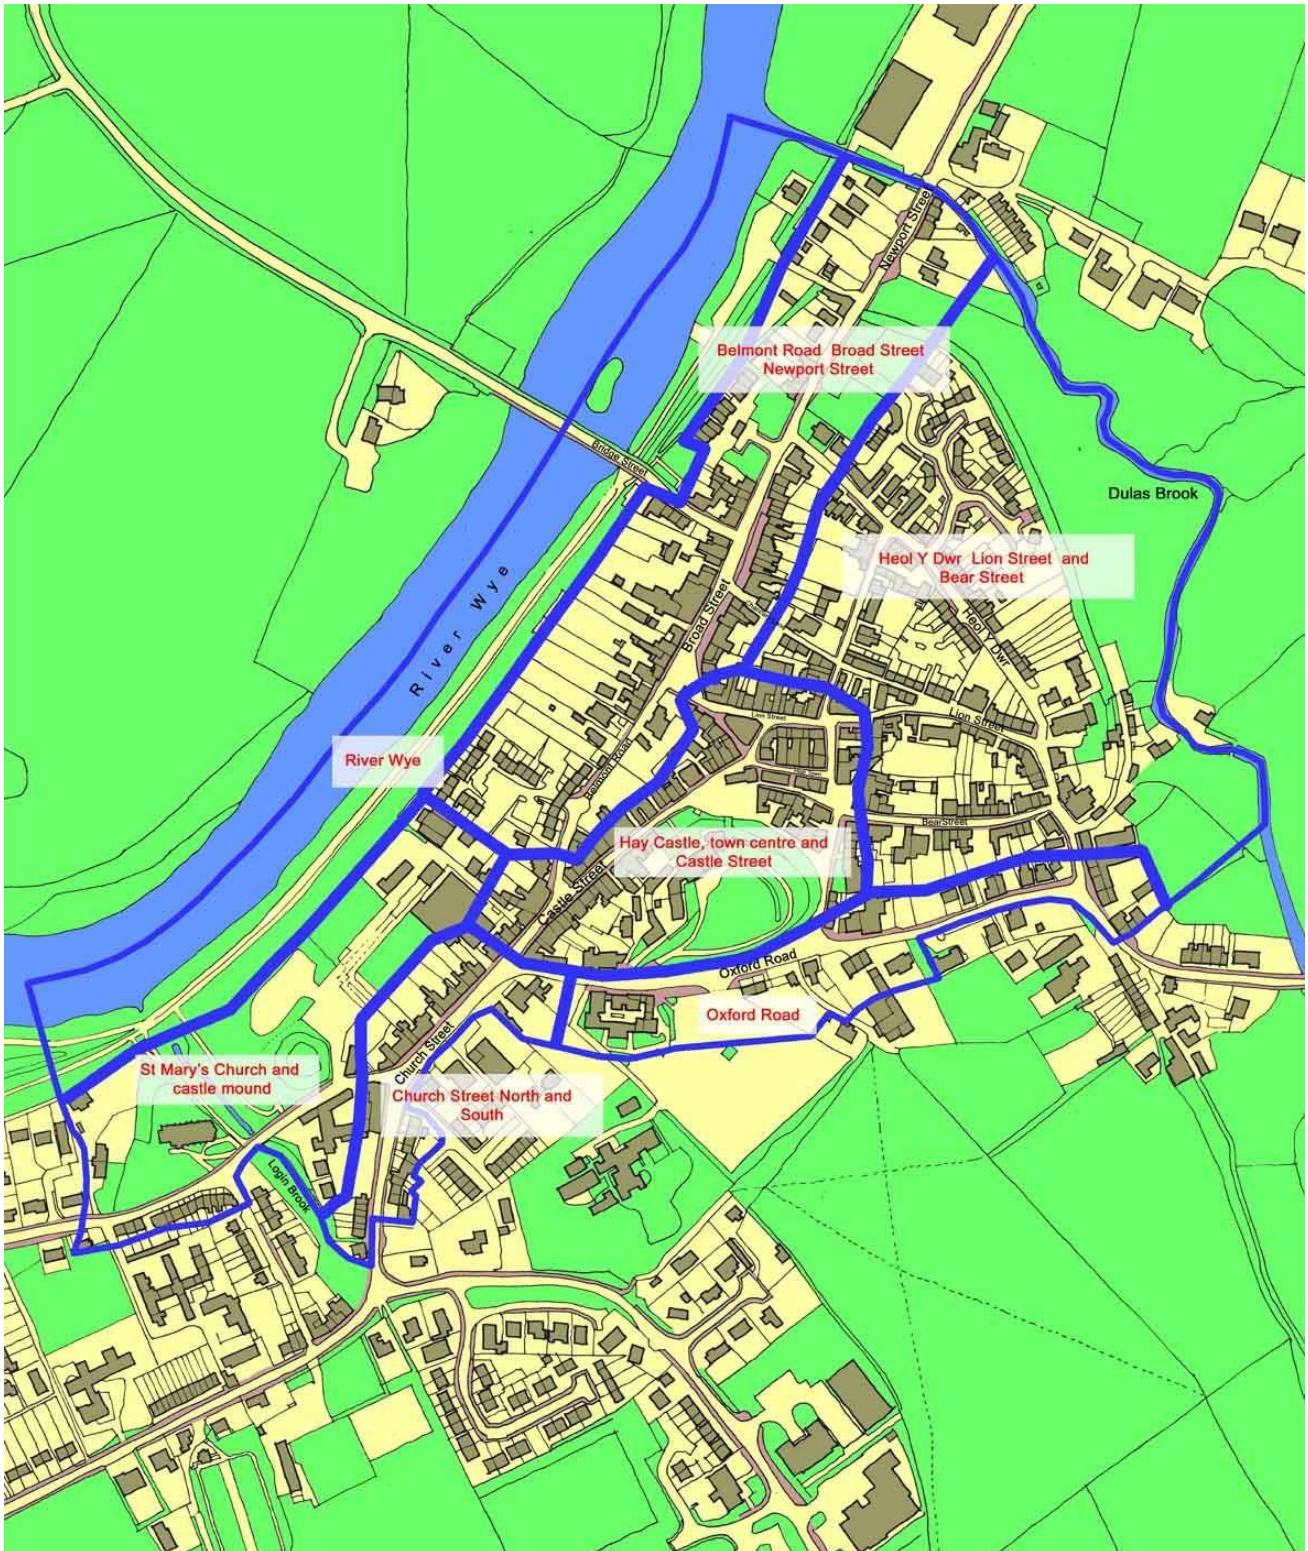 Newport Street
Belmont Road Broad Street
Newport Street
Bridge Street
Dulas Brook
Heol Y Dwr Lion Street and
Bear Street
River Wye
Broad Street
Heol Y Dwr
Lion Street
Lion Street
River Wye
Belmont Road
Bear Street
Hay Castle, town centre and
Castle Street
Castle Street
Oxford Road
Oxford Road
St Mary's Church and
castle mound
Church Street
Church Street North and
South
Login Brook